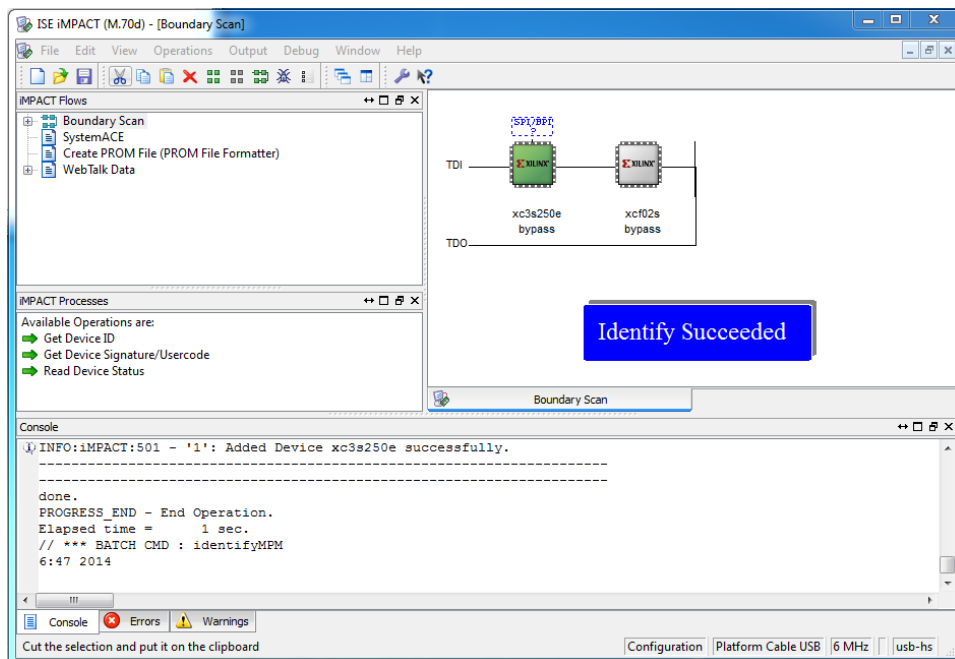 ISE iMPACT (M.70d) - [Boundary Scan]
File Edit View Operations Output Debug Window Help
iMPACT Flows
Boundary Scan
SystemACE
Create PROM File (PROM File Formatter)
WebTalk Data
iMPACT Processes
Available Operations are:
Get Device ID
Get Device Signature/Usercode
Read Device Status
SPI/BPI
?
TDI
XILINX XILINX
xc3s250e xcf02s
bypass bypass
TDO
Identify Succeeded
Boundary Scan
Console
INFO:iMPACT:501 - '1': Added Device xc3s250e successfully.
----------------------------------------------------------------------
----------------------------------------------------------------------
done.
PROGRESS_END - End Operation.
Elapsed time =      1 sec.
// *** BATCH CMD : identifyMPM
6:47 2014
Console Errors Warnings
Cut the selection and put it on the clipboard
Configuration Platform Cable USB 6 MHz usb-hs